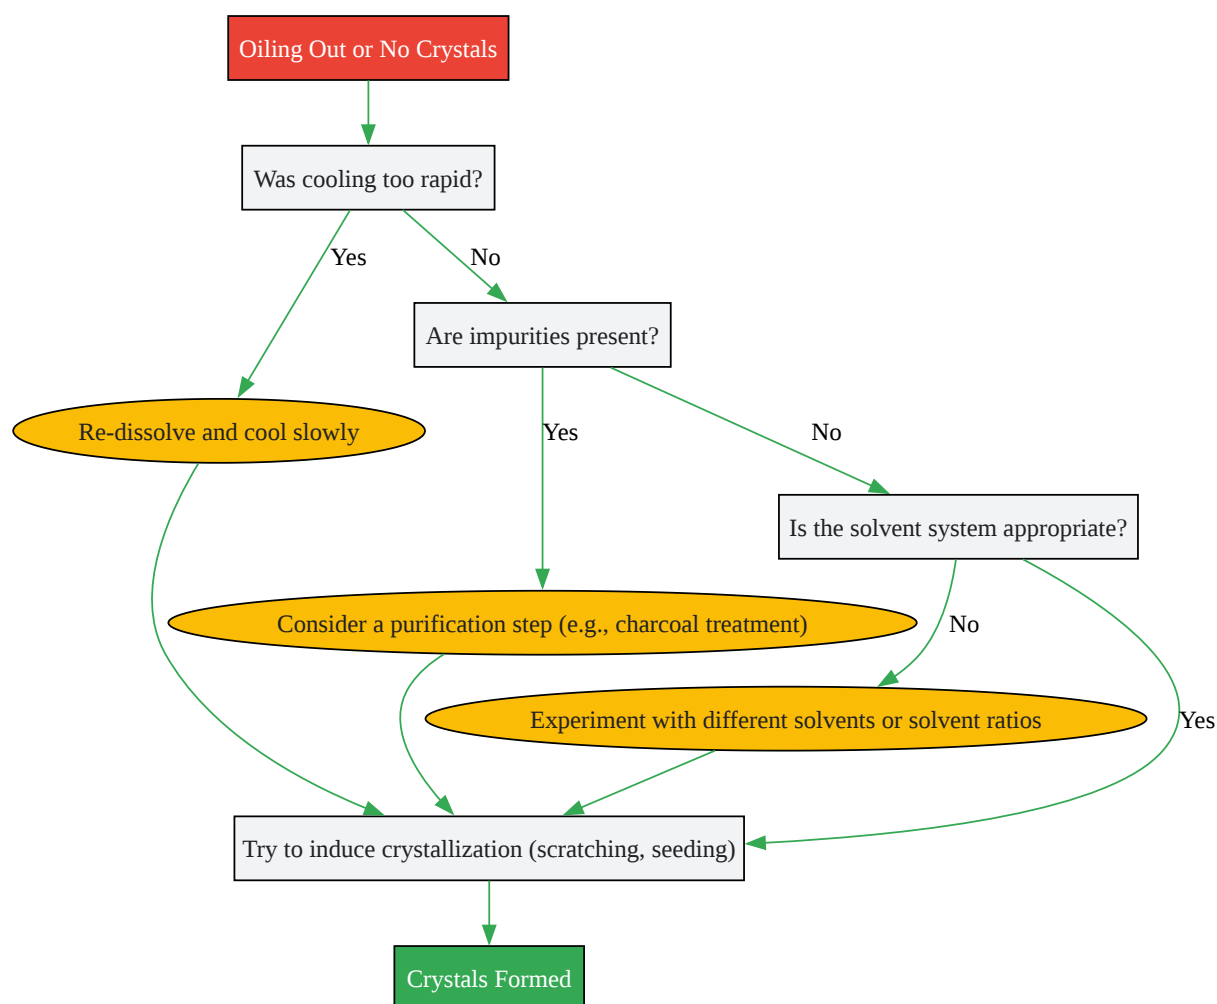 Oiling Out or No Crystals
Was cooling too rapid?
Yes
No
Are impurities present?
Re-dissolve and cool slowly
Yes
No
Is the solvent system appropriate?
Consider a purification step (e.g., charcoal treatment)
No
Experiment with different solvents or solvent ratios
Yes
Try to induce crystallization (scratching, seeding)
Crystals Formed